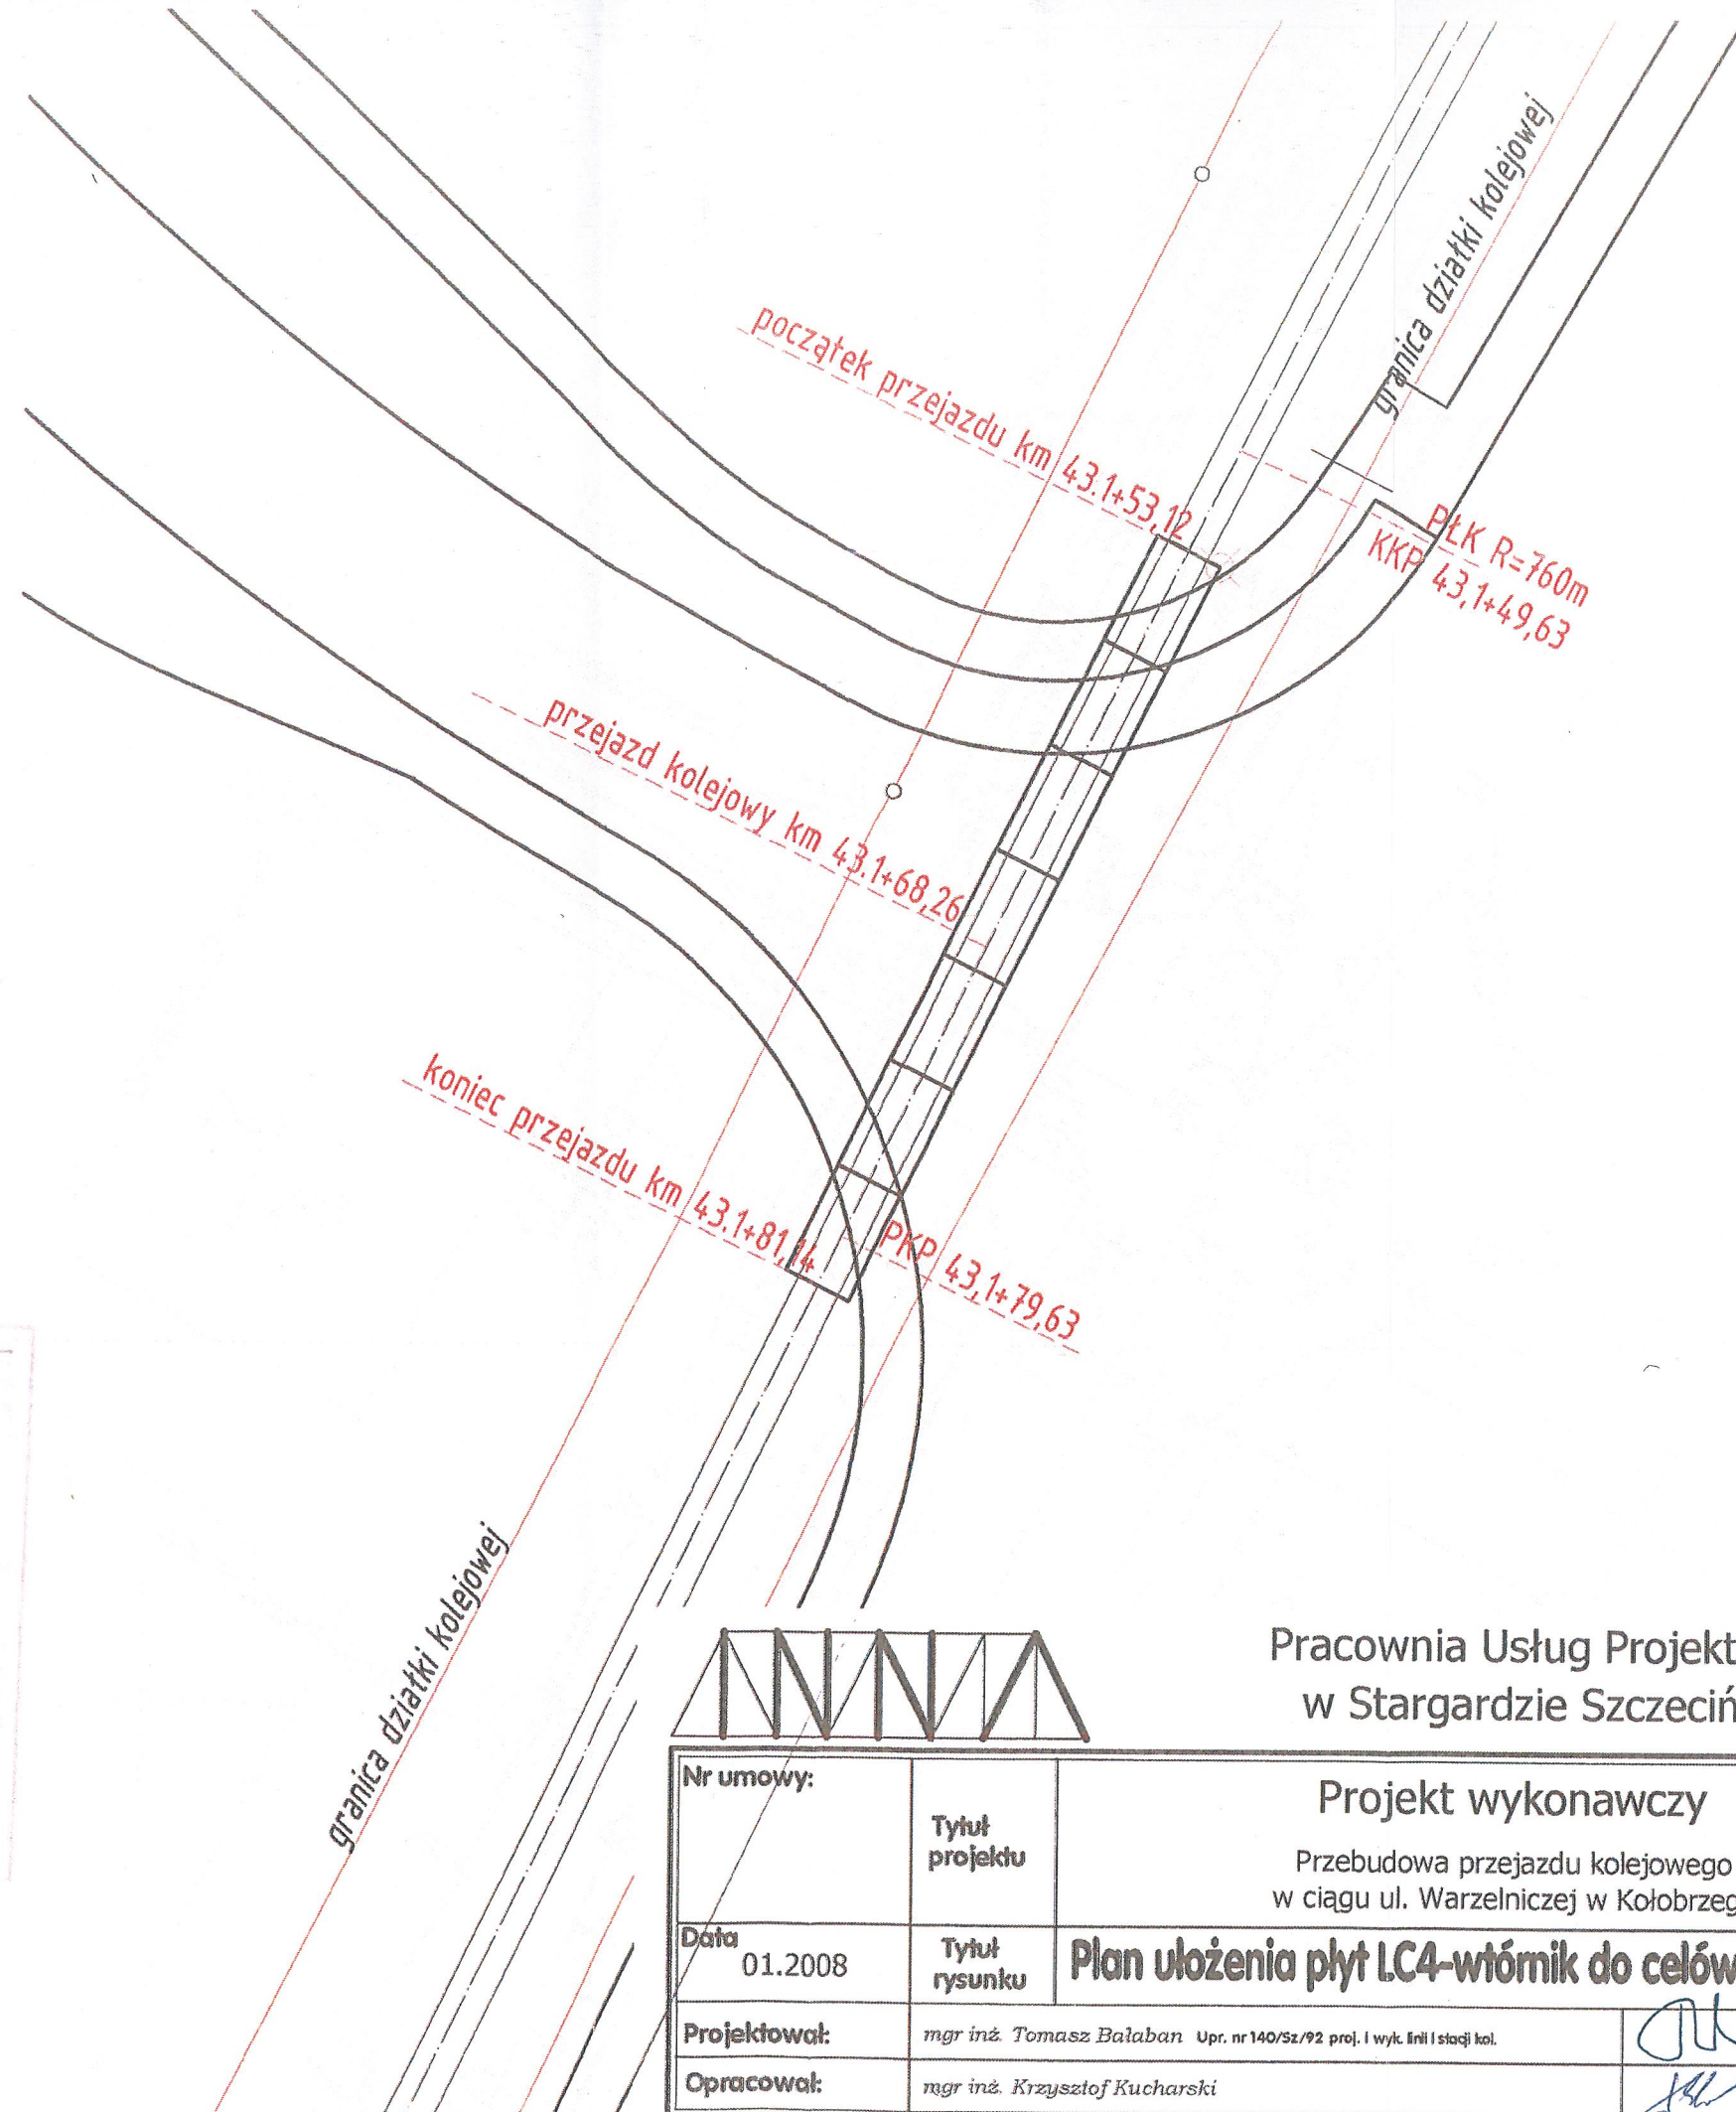 granica działki kolejowej
początek przejazdu km 43.1+53,12
PŁK R=760m
KKP 43,1+49,63
przejazd kolejowy km 43.1+68,26
koniec przejazdu km 43.1+81,14
PKP 43,1+79,63
granica działki kolejowej
Pracownia Usług Projekt
w Stargardzie Szczeciń
Nr umowy:
Tytuł
projektu
Projekt wykonawczy
Przebudowa przejazdu kolejowego
w ciągu ul. Warzelniczej w Kołobrzeg
Data
01.2008
Tytuł
rysunku
Plan ułożenia płyt LC4-wtórnik do celów
Projektował:
mgr inż. Tomasz Bałaban Upr. nr 140/Sz/92 proj. i wyk. linii i stacji kol.
Opracował:
mgr inż. Krzysztof Kucharski